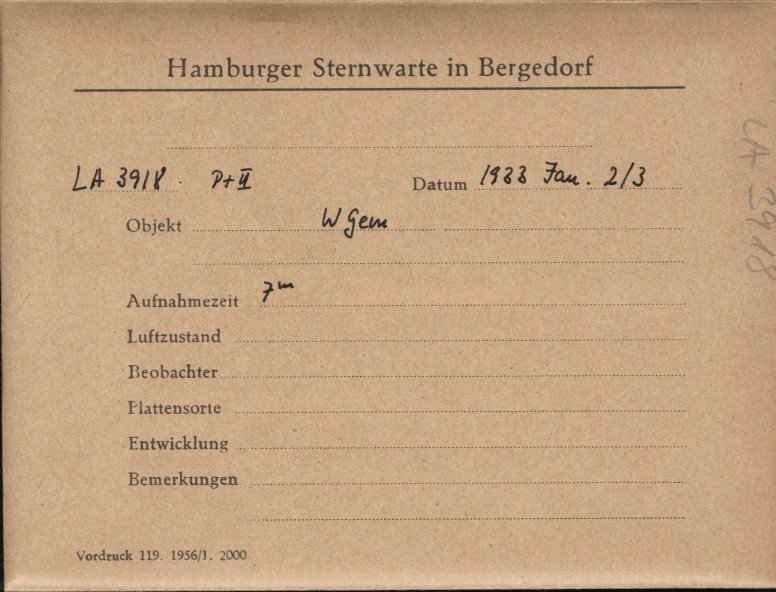 Hamburger Sternwarte in Bergedorf
LA 3918 P+II
Datum 1933 Jan. 2/3
Objekt W Gem
Aufnahmezeit 7m
Luftzustand
Beobachter
Plattensorte
Entwicklung
Bemerkungen
Vordruck 119. 1956/1. 2000
LA 3918